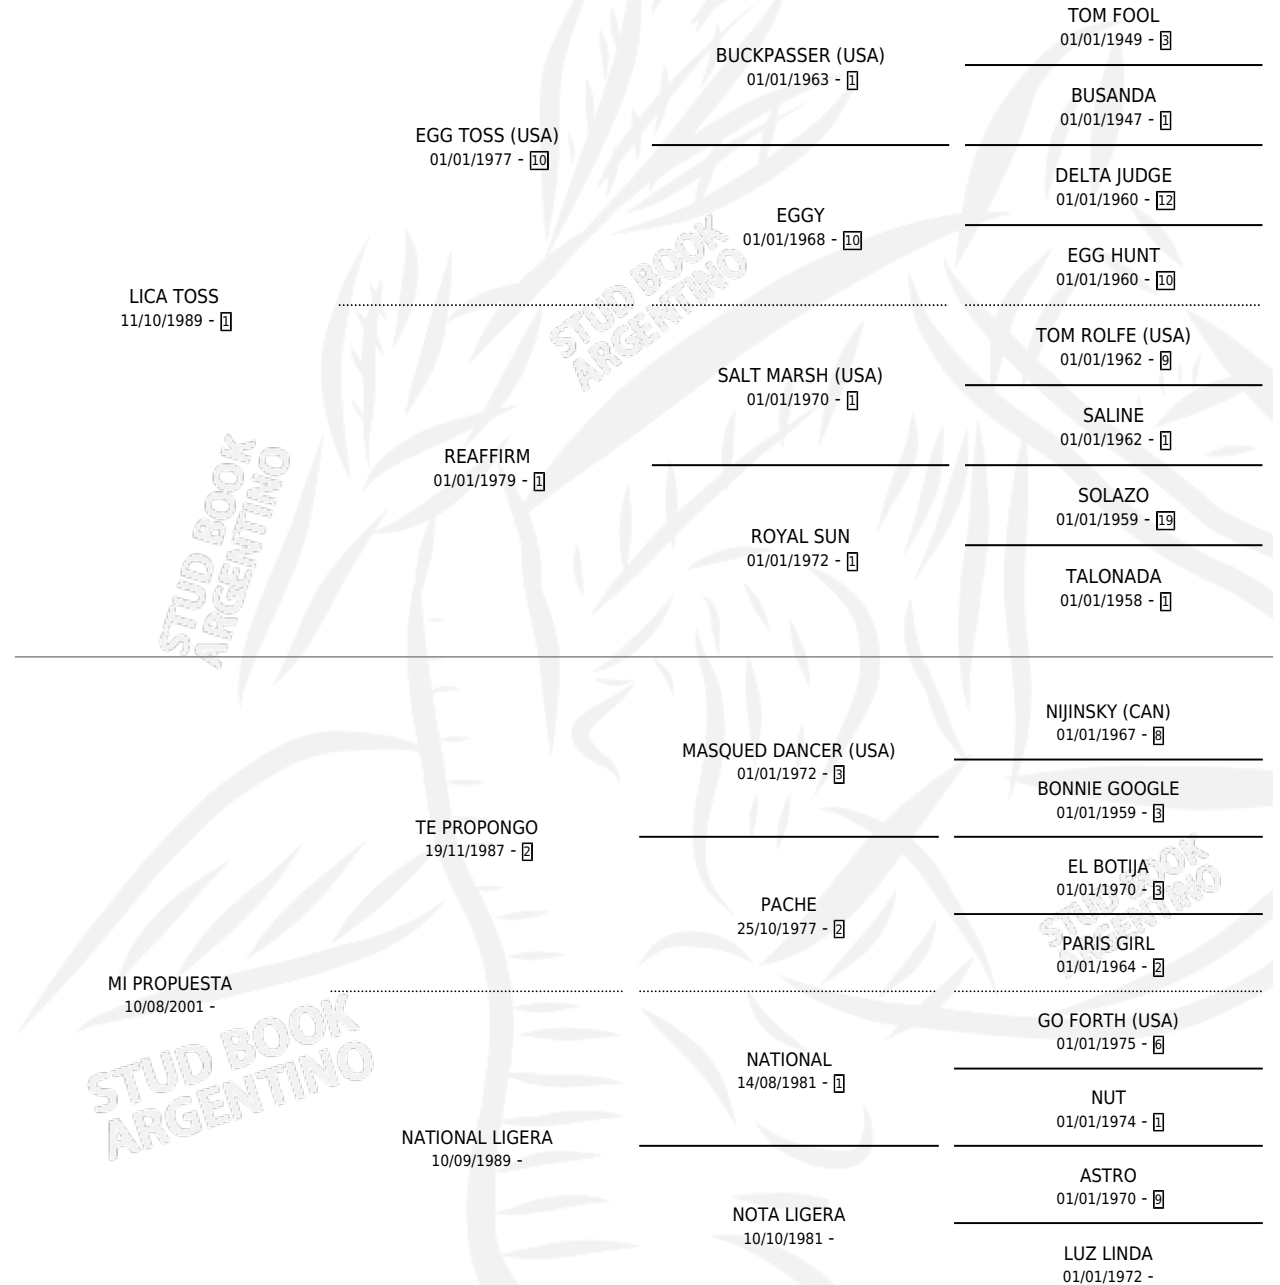 TOM FOOL
01/01/1949 - 3
BUCKPASSER (USA)
01/01/1963 - 1
BUSANDA
01/01/1947 - 1
EGG TOSS (USA)
01/01/1977 - 10
DELTA JUDGE
01/01/1960 - 12
EGGY
01/01/1968 - 10
EGG HUNT
01/01/1960 - 10
LICA TOSS
11/10/1989 - 1
STUD BOOK
ARGENTINO
TOM ROLFE (USA)
01/01/1962 - 9
SALT MARSH (USA)
01/01/1970 - 1
SALINE
01/01/1962 - 1
REAFFIRM
01/01/1979 - 1
SOLAZO
01/01/1959 - 19
ROYAL SUN
01/01/1972 - 1
TALONADA
01/01/1958 - 1
STUD BOOK
ARGENTINO
NIJINSKY (CAN)
01/01/1967 - 8
MASQUED DANCER (USA)
01/01/1972 - 3
BONNIE GOOGLE
01/01/1959 - 3
TE PROPONGO
19/11/1987 - 2
EL BOTIJA
01/01/1970 - 3
PACHE
25/10/1977 - 2
PARIS GIRL
01/01/1964 - 2
STUD BOOK
ARGENTINO
MI PROPUESTA
10/08/2001 -
GO FORTH (USA)
01/01/1975 - 6
NATIONAL
14/08/1981 - 1
NUT
01/01/1974 - 1
STUD BOOK
ARGENTINO
NATIONAL LIGERA
10/09/1989 -
ASTRO
01/01/1970 - 9
NOTA LIGERA
10/10/1981 -
LUZ LINDA
01/01/1972 -